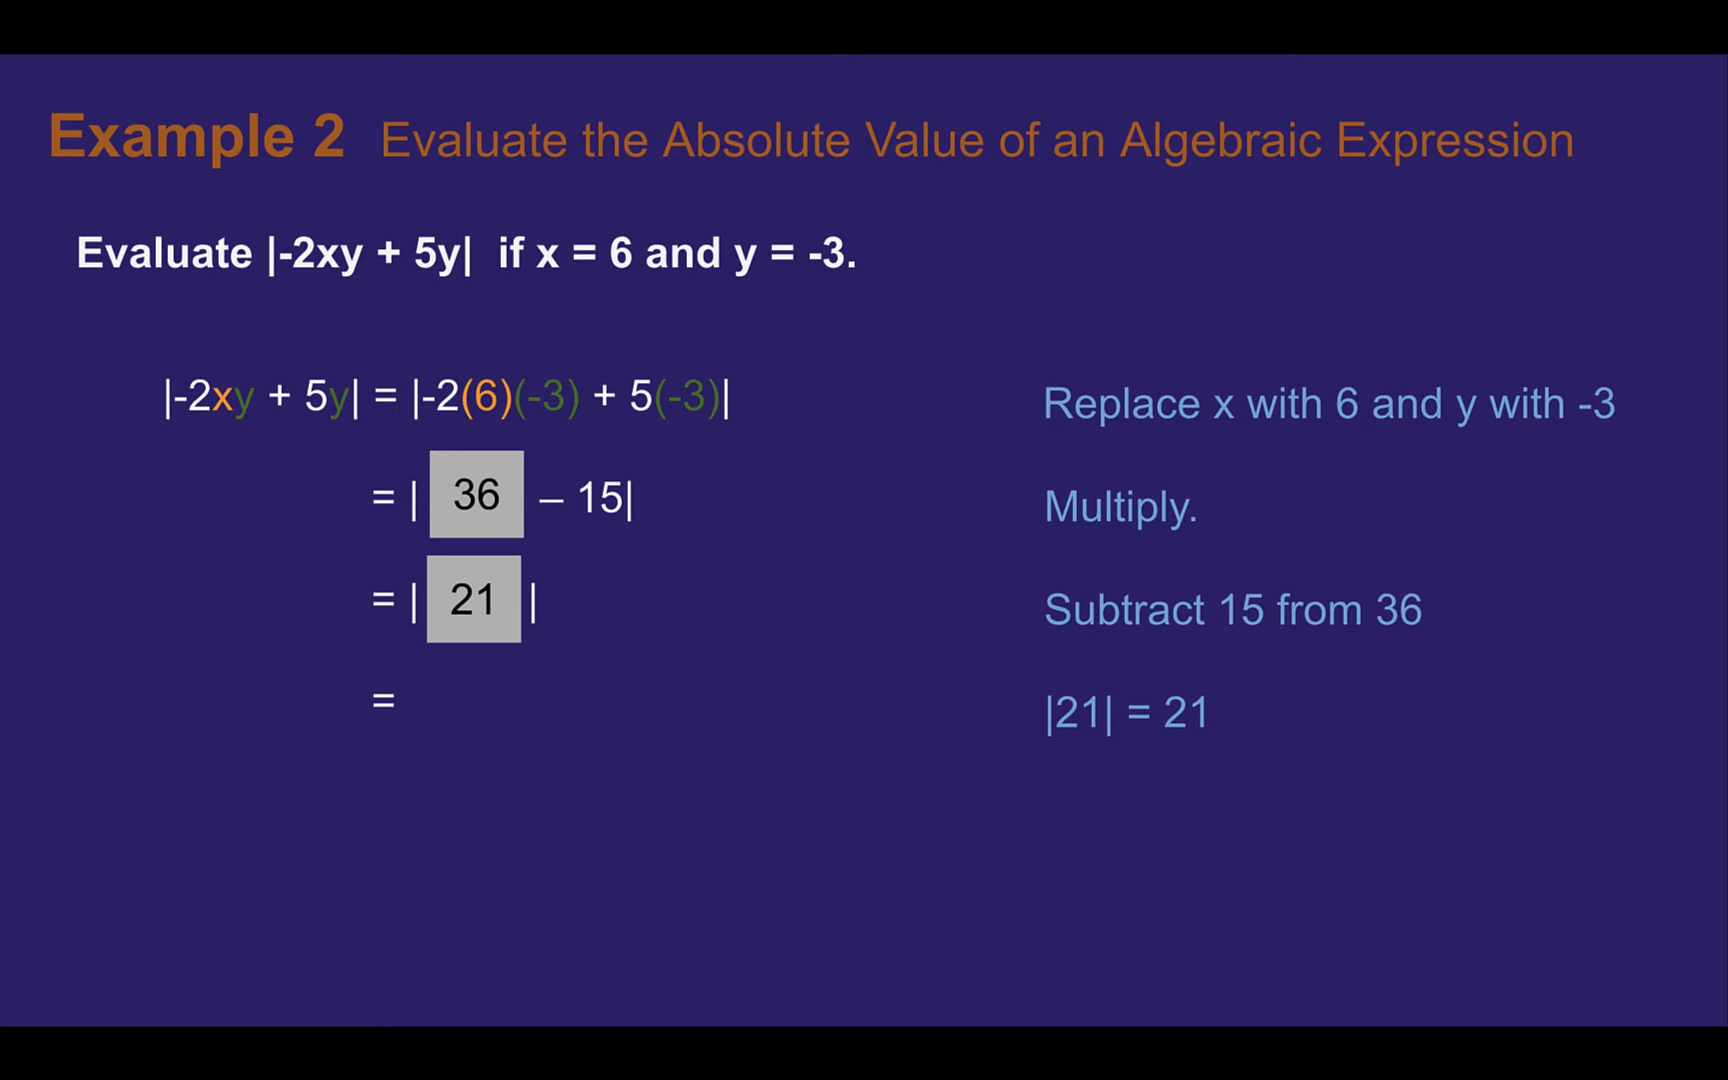 Example 2 Evaluate the Absolute Value of an Algebraic Expression
Evaluate |-2xy + 5y| if x = 6 and y = -3.
|-2xy + 5y| = |-2(6)(-3) + 5(-3)| Replace x with 6 and y with -3
= | 36 – 15| Multiply.
= | 21 | Subtract 15 from 36
= |21| = 21